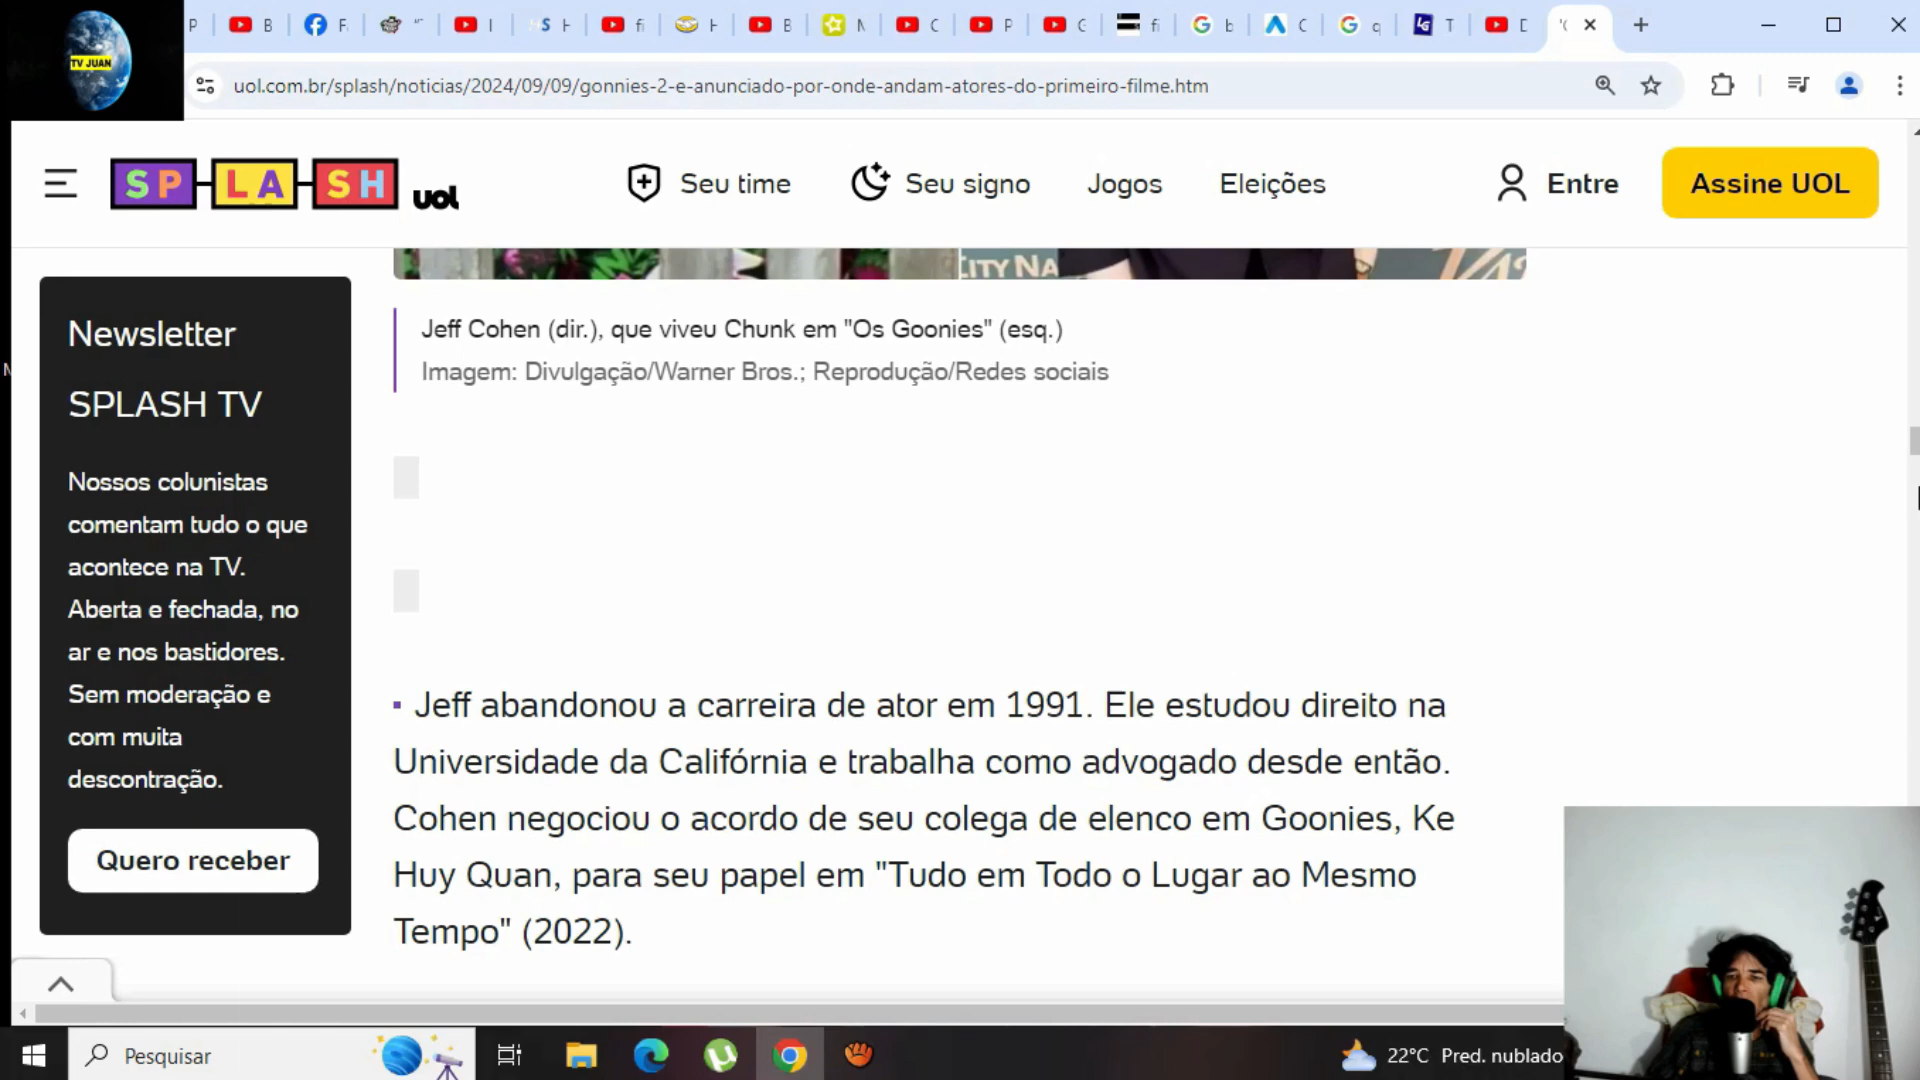 TV JUAN
uol.com.br/splash/noticias/2024/09/09/gonnies-2-e-anunciado-por-onde-andam-atores-do-primeiro-filme.htm
SPLASH uol
Seu time
Seu signo
Jogos
Eleições
Entre
Assine UOL
CITY NA
Newsletter
SPLASH TV
Nossos colunistas
comentam tudo o que
acontece na TV.
Aberta e fechada, no
ar e nos bastidores.
Sem moderação e
com muita
descontração.
Quero receber
Jeff Cohen (dir.), que viveu Chunk em "Os Goonies" (esq.)
Imagem: Divulgação/Warner Bros.; Reprodução/Redes sociais
▪ Jeff abandonou a carreira de ator em 1991. Ele estudou direito na
Universidade da Califórnia e trabalha como advogado desde então.
Cohen negociou o acordo de seu colega de elenco em Goonies, Ke
Huy Quan, para seu papel em "Tudo em Todo o Lugar ao Mesmo
Tempo" (2022).
Pesquisar
22°C Pred. nublado